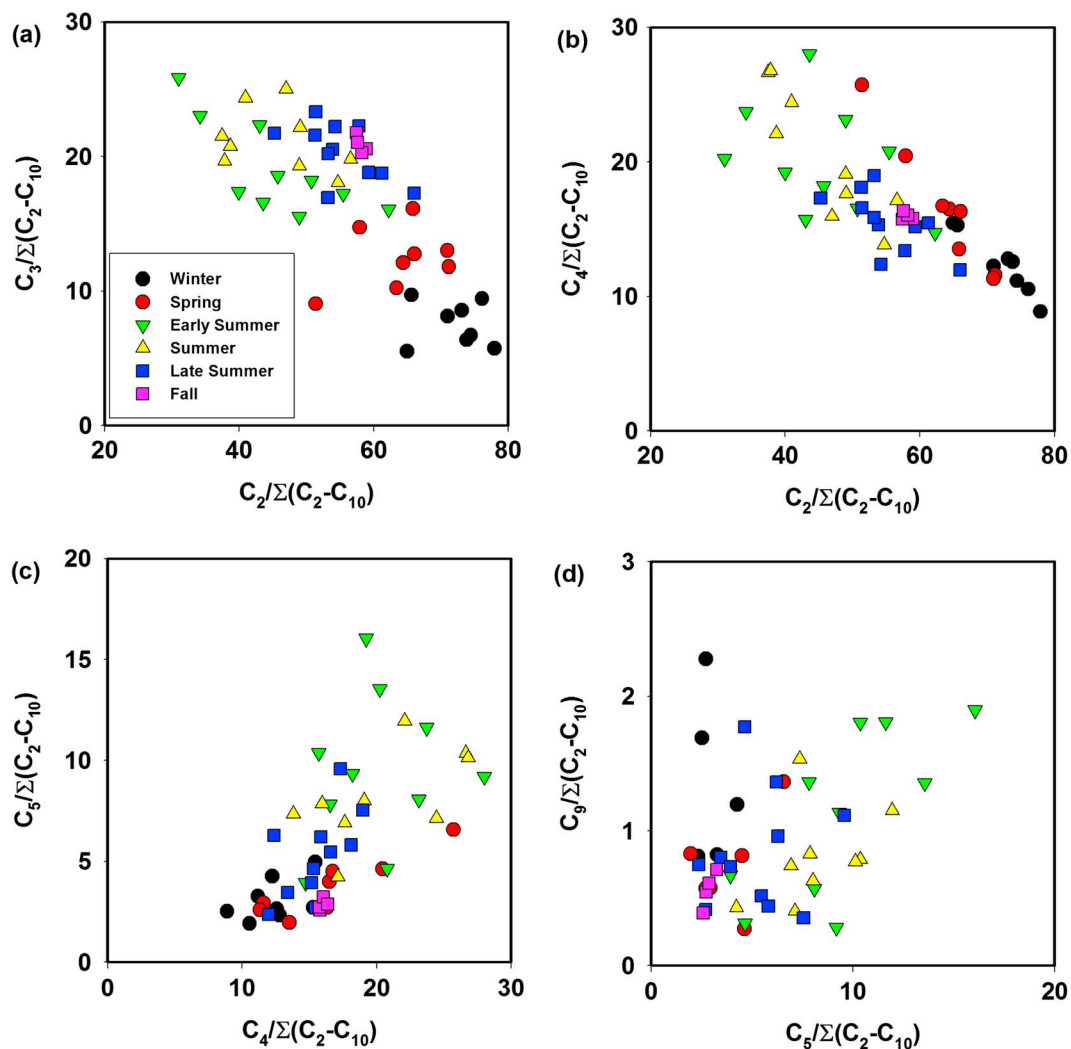 (a)
30
20
10
0
C₃/Σ(C₂-C₁₀)
Winter
Spring
Early Summer
Summer
Late Summer
Fall
20 40 60 80
C₂/Σ(C₂-C₁₀)
(b)
30
20
10
0
C₄/Σ(C₂-C₁₀)
20 40 60 80
C₂/Σ(C₂-C₁₀)
(c)
20
15
10
5
0
C₅/Σ(C₂-C₁₀)
0 10 20 30
C₄/Σ(C₂-C₁₀)
(d)
3
2
1
0
C₉/Σ(C₂-C₁₀)
0 10 20
C₅/Σ(C₂-C₁₀)